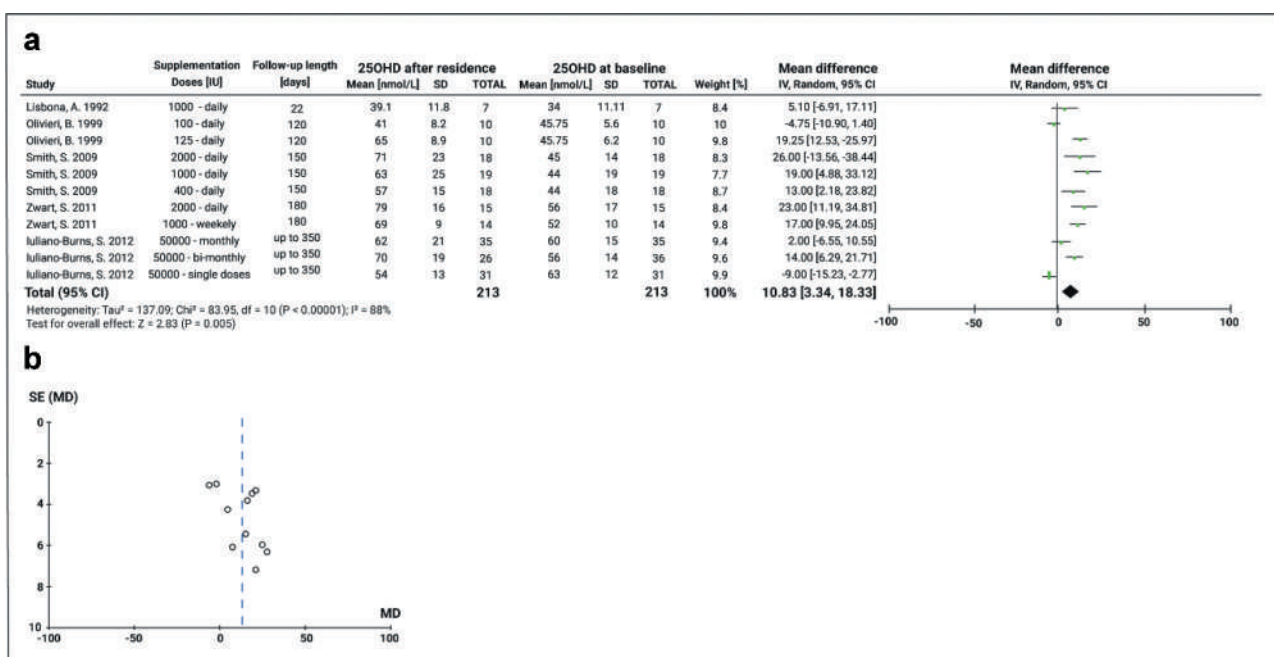 a
Supplementation Follow-up length 25OHD after residence 25OHD at baseline Mean difference Mean difference
Study Doses [IU] [days] Mean [nmol/L] SD TOTAL Mean [nmol/L] SD TOTAL Weight [%] IV, Random, 95% CI IV, Random, 95% CI
Lisbona, A. 1992 1000 - daily 22 39.1 11.8 7 34 11.11 7 8.4 5.10 [-6.91, 17.11]
Olivieri, B. 1999 100 - daily 120 41 8.2 10 45.75 5.6 10 10 -4.75 [-10.90, 1.40]
Olivieri, B. 1999 125 - daily 120 65 8.9 10 45.75 6.2 10 9.8 19.25 [12.53, -25.97]
Smith, S. 2009 2000 - daily 150 71 23 18 45 14 18 8.3 26.00 [-13.56, -38.44]
Smith, S. 2009 1000 - daily 150 63 25 19 44 19 19 7.7 19.00 [4.88, 33.12]
Smith, S. 2009 400 - daily 150 57 15 18 44 18 18 8.7 13.00 [2.18, 23.82]
Zwart, S. 2011 2000 - daily 180 79 16 15 56 17 15 8.4 23.00 [11.19, 34.81]
Zwart, S. 2011 1000 - weekely 180 69 9 14 52 10 14 9.8 17.00 [9.95, 24.05]
Iuliano-Burns, S. 2012 50000 - monthly up to 350 62 21 35 60 15 35 9.4 2.00 [-6.55, 10.55]
Iuliano-Burns, S. 2012 50000 - bi-monthly up to 350 70 19 26 56 14 36 9.6 14.00 [6.29, 21.71]
Iuliano-Burns, S. 2012 50000 - single doses up to 350 54 13 31 63 12 31 9.9 -9.00 [-15.23, -2.77]
Total (95% CI) 213 213 100% 10.83 [3.34, 18.33]
Heterogeneity: Tau² = 137.09; Chi² = 83.95, df = 10 (P < 0.00001); I² = 88%
Test for overall effect: Z = 2.83 (P = 0.005)
-100 -50 0 50 100
b
SE (MD)
0
2
4
6
8
10
MD
-100 -50 0 50 100